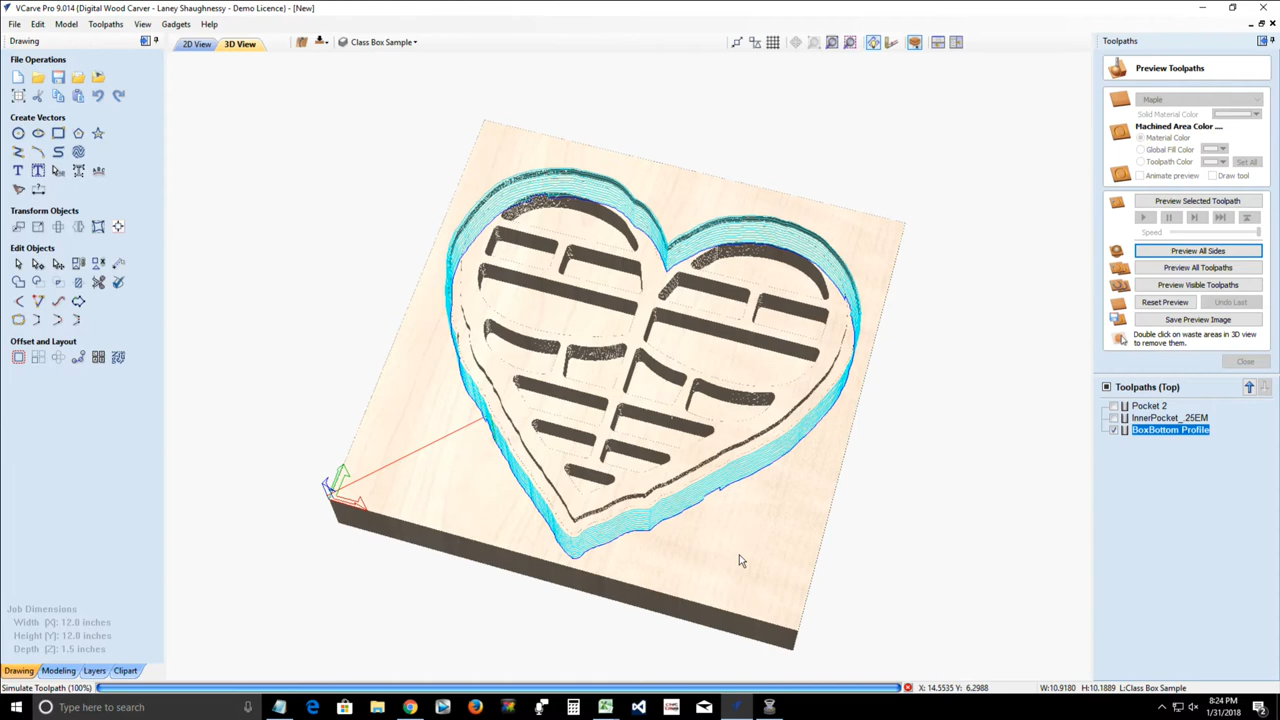 VCarve Pro 9.014 (Digital Wood Carver - Laney Shaughnessy - Demo Licence) - [New]
File Edit Model Toolpaths View Gadgets Help
Drawing
2D View 3D View Class Box Sample
Toolpaths
File Operations
Create Vectors
Transform Objects
Edit Objects
Offset and Layout
Job Dimensions
Width (X): 12.0 inches
Height (Y): 12.0 inches
Depth (Z): 1.5 inches
Drawing Modeling Layers Clipart
Preview Toolpaths
Maple
Solid Material Color
Machined Area Color ....
Material Color
Global Fill Color
Toolpath Color Set All
Animate preview Draw tool
Preview Selected Toolpath
Speed
Preview All Sides
Preview All Toolpaths
Preview Visible Toolpaths
Reset Preview Undo Last
Save Preview Image
Double click on waste areas in 3D view
to remove them.
Close
Toolpaths (Top)
Pocket 2
InnerPocket_.25EM
BoxBottom Profile
Simulate Toolpath (100%) X: 14.5535 Y: 6.2988 W:10.9180 H:10.1889 L:Class Box Sample
Type here to search
8:24 PM
1/31/2018
2